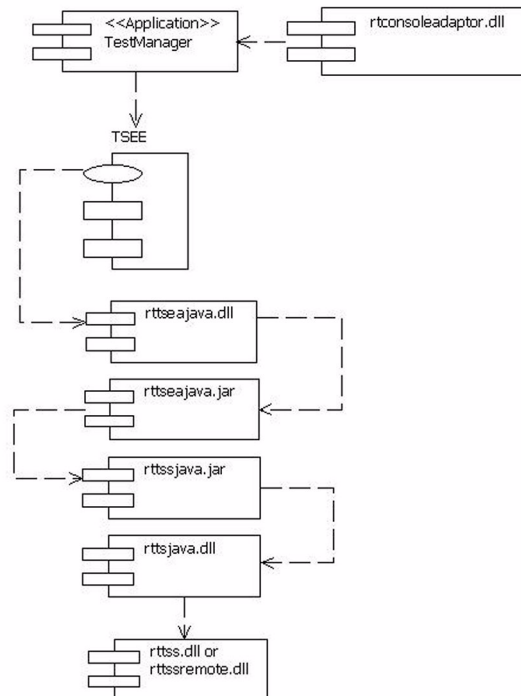 <<Application>>
TestManager
rtconsoleadaptor.dll
TSEE
rttseajava.dll
rttseajava.jar
rttssjava.jar
rttsjava.dll
rttss.dll or
rttssremote.dll